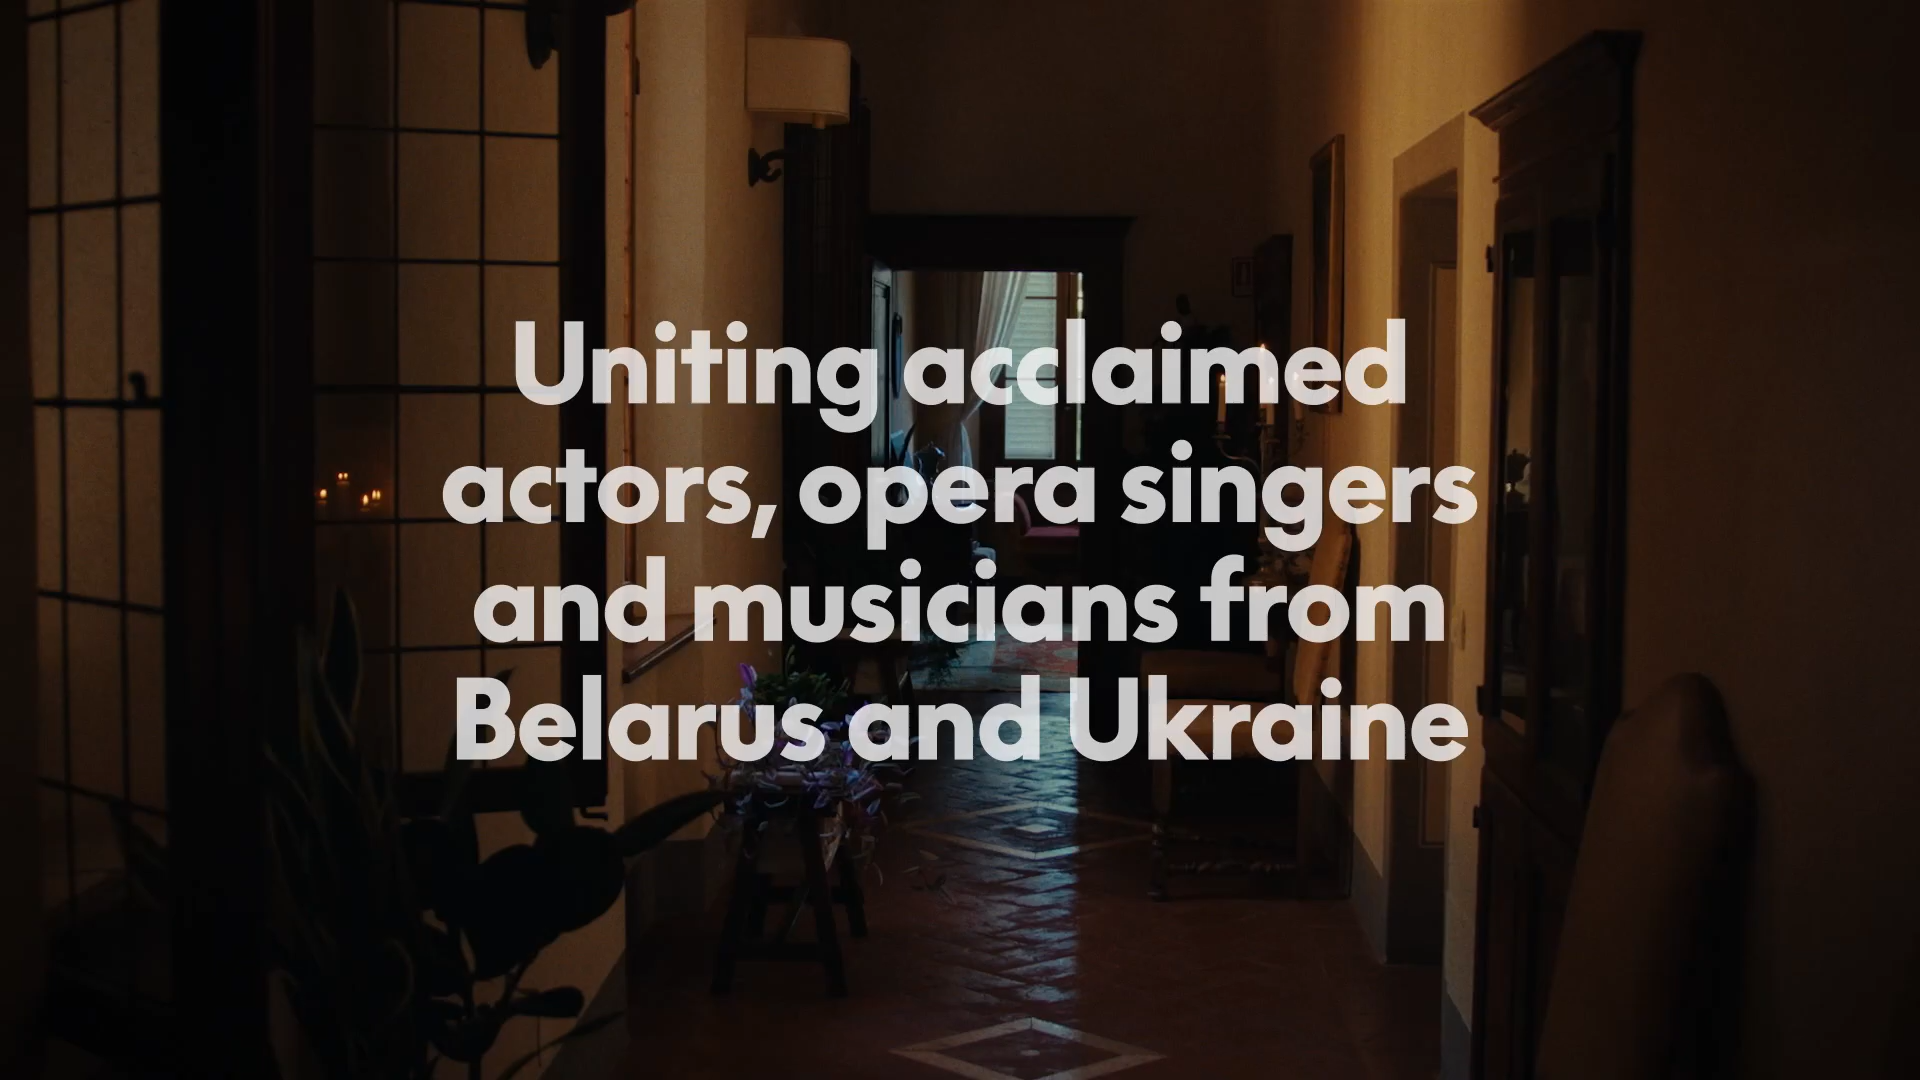 Uniting acclaimed
actors, opera singers
and musicians from
Belarus and Ukraine